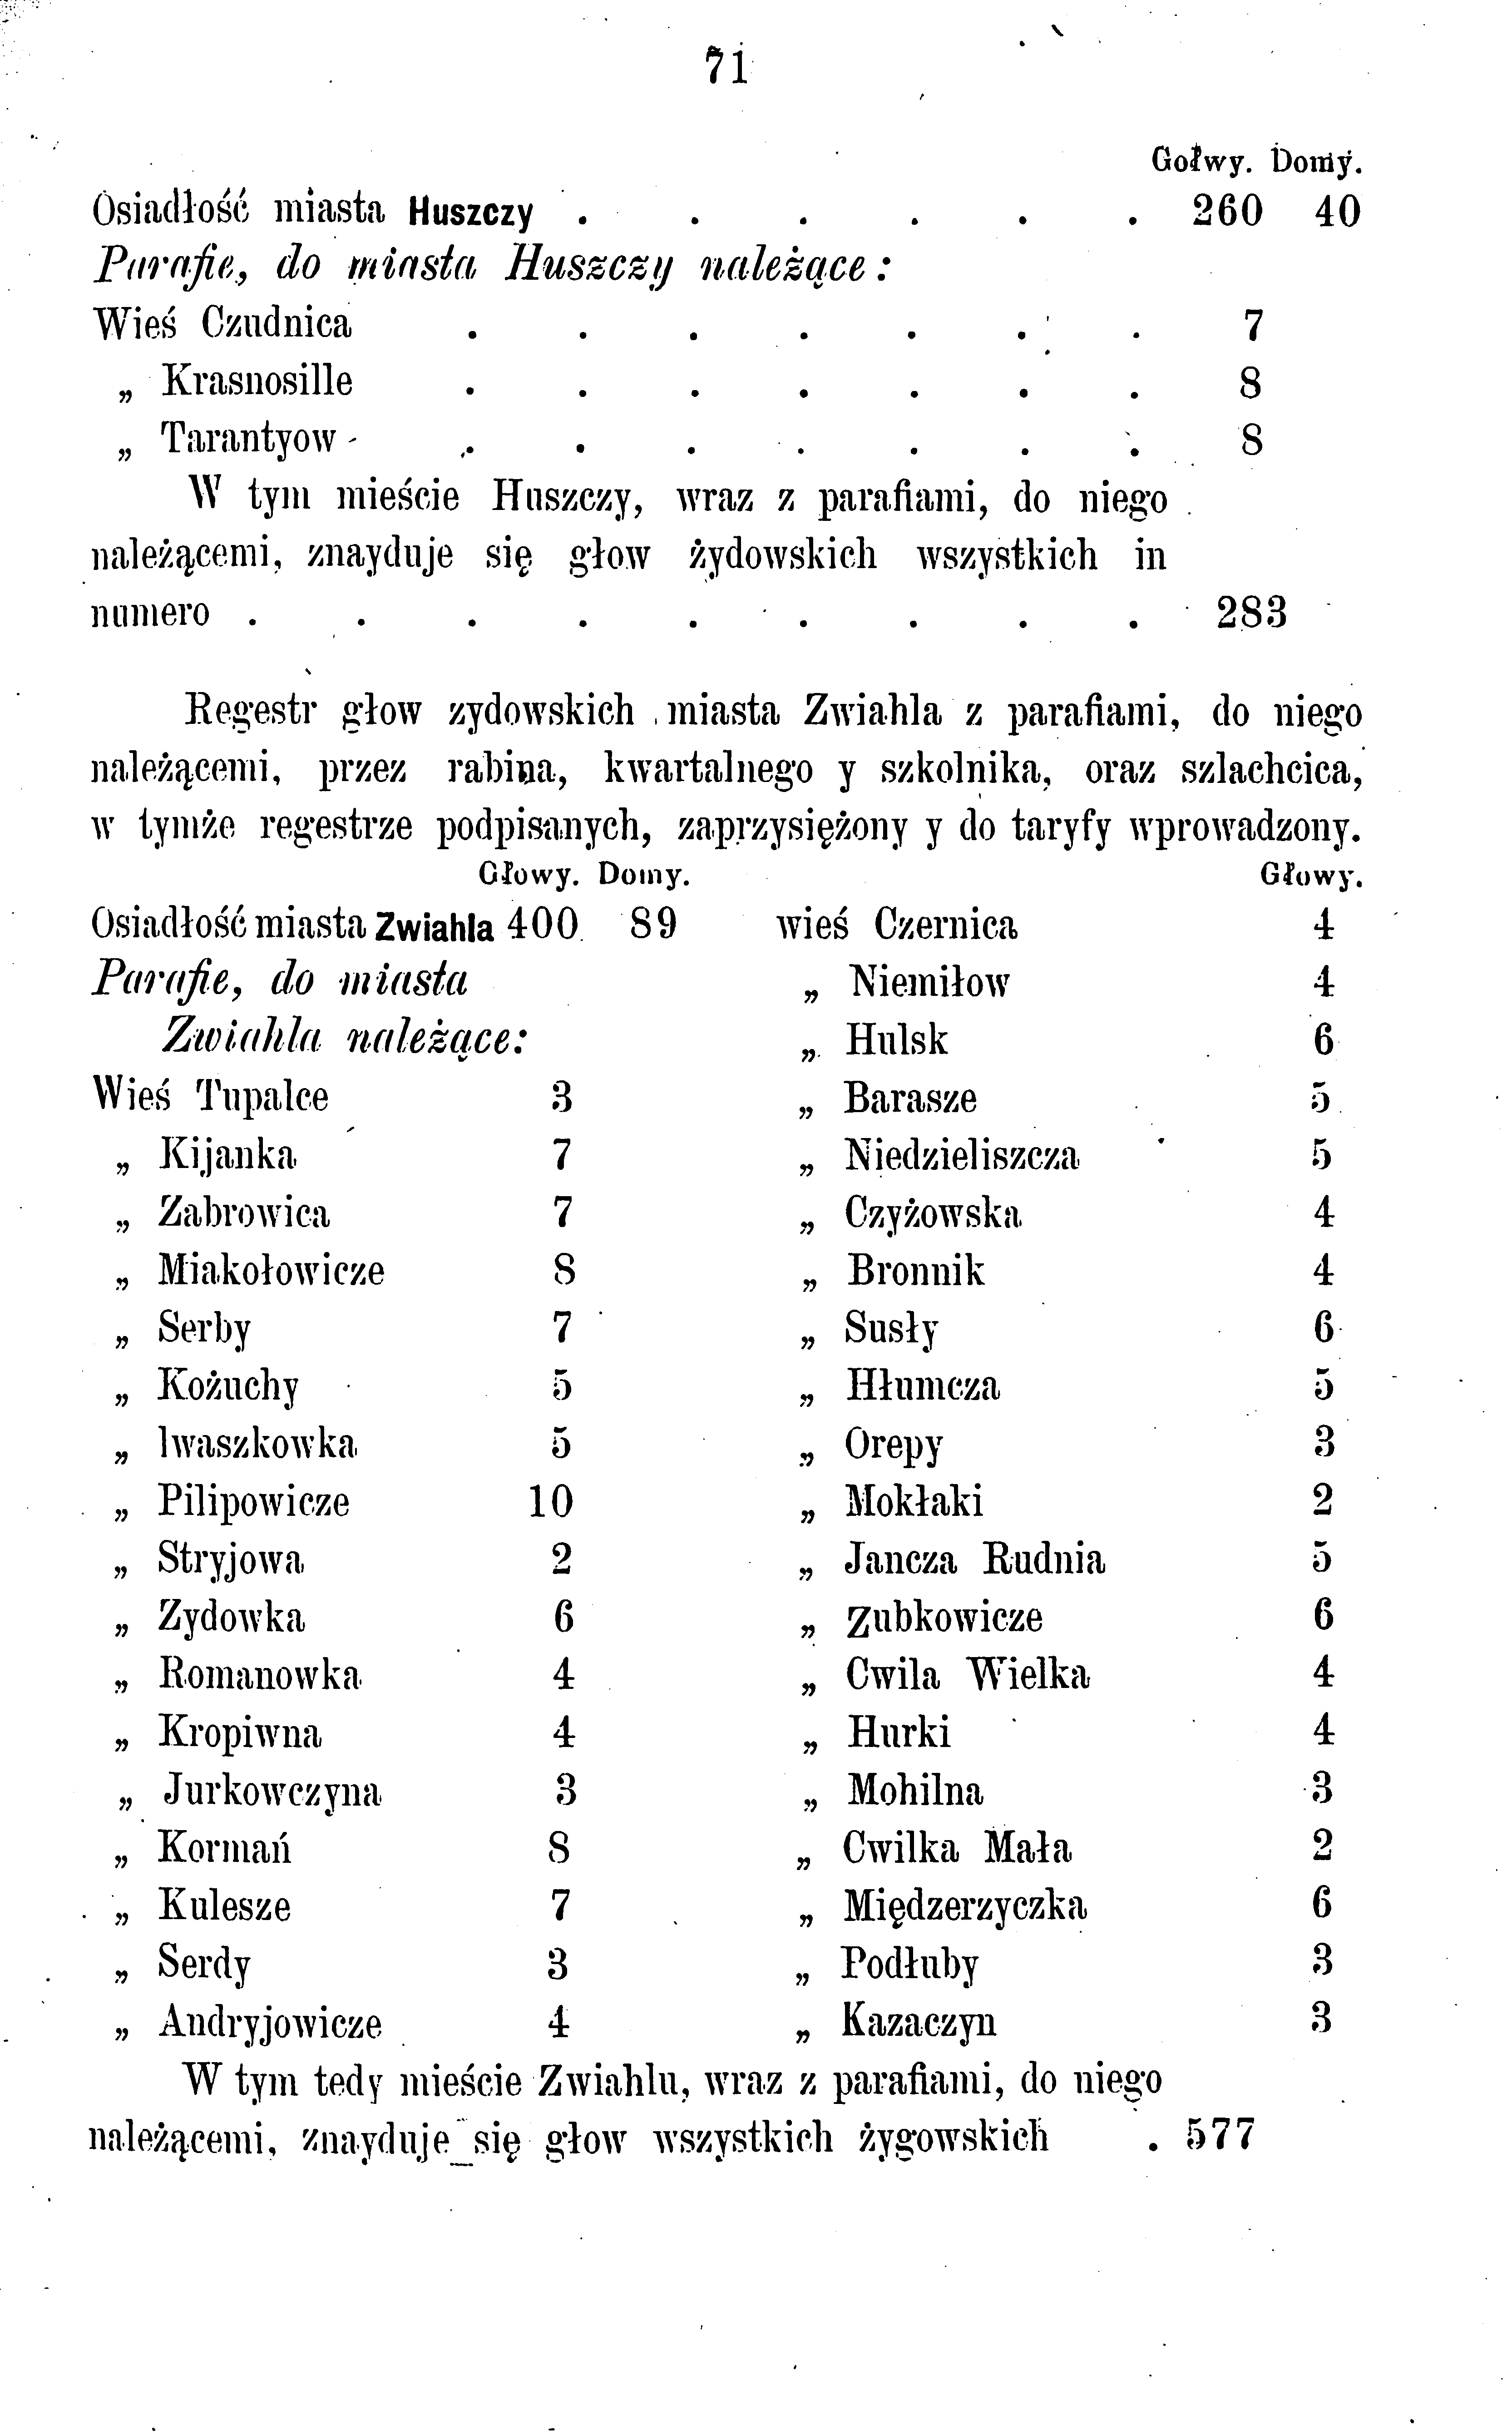 71
Gołwy. Domy.
Osiadłość miasta Huszczy . . . . . . 260 40
Parafie, do miasta Huszczy należące:
Wieś Czudnica . . . . . . . 7
„ Krasnosille . . . . . . . 8
„ Tarantyow . . . . . . . 8
W tym mieście Huszczy, wraz z parafiami, do niego
należącemi, znayduje się głow żydowskich wszystkich in
numero . . . . . . . . . 283
Regestr głow zydowskich miasta Zwiahla z parafiami, do niego
należącemi, przez rabina, kwartalnego y szkolnika, oraz szlachcica,
w tymże regestrze podpisanych, zaprzysiężony y do taryfy wprowadzony.
Głowy. Domy.
Osiadłość miasta Zwiahla 400 89
Parafie, do miasta
Zwiahla należące:
Wieś Tupalce 3
„ Kijanka 7
„ Zabrowica 7
„ Miakołowicze 8
„ Serby 7
„ Kożuchy 5
„ Iwaszkowka 5
„ Pilipowicze 10
„ Stryjowa 2
„ Zydowka 6
„ Romanowka 4
„ Kropiwna 4
„ Jurkowczyna 3
„ Kormań 8
„ Kulesze 7
„ Serdy 3
„ Andryjowicze 4
Głowy.
wieś Czernica 4
„ Niemiłow 4
„ Hulsk 6
„ Barasze 5
„ Niedzieliszcza 5
„ Czyżowska 4
„ Bronnik 4
„ Susły 6
„ Hłumcza 5
„ Orepy 3
„ Mokłaki 2
„ Jancza Rudnia 5
„ Zubkowicze 6
„ Cwila Wielka 4
„ Hurki 4
„ Mohilna 3
„ Cwilka Mała 2
„ Międzerzyczka 6
„ Podłuby 3
„ Kazaczyn 3
W tym tedy mieście Zwiahlu, wraz z parafiami, do niego
należącemi, znayduje się głow wszystkich żygowskich . 577